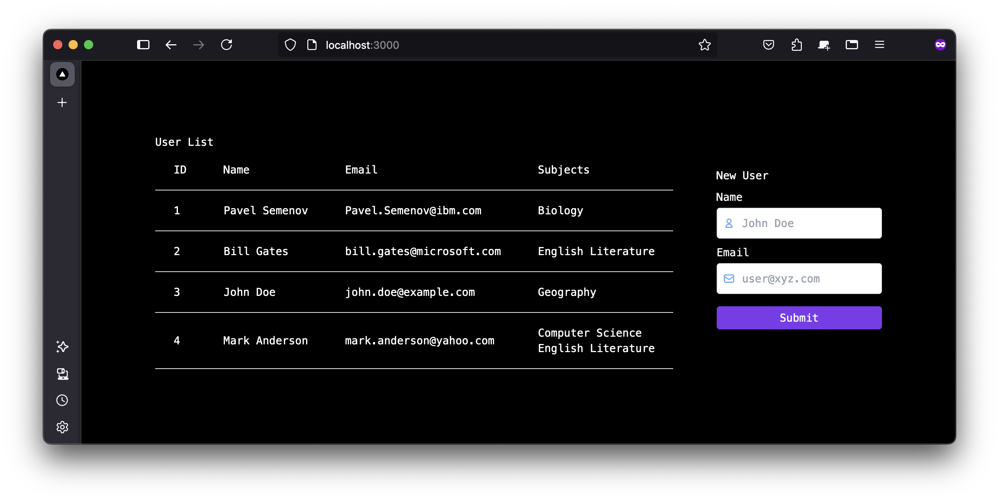 localhost:3000
User List
ID Name Email Subjects
1 Pavel Semenov Pavel.Semenov@ibm.com Biology
2 Bill Gates bill.gates@microsoft.com English Literature
3 John Doe john.doe@example.com Geography
4 Mark Anderson mark.anderson@yahoo.com Computer Science
English Literature
New User
Name
John Doe
Email
user@xyz.com
Submit